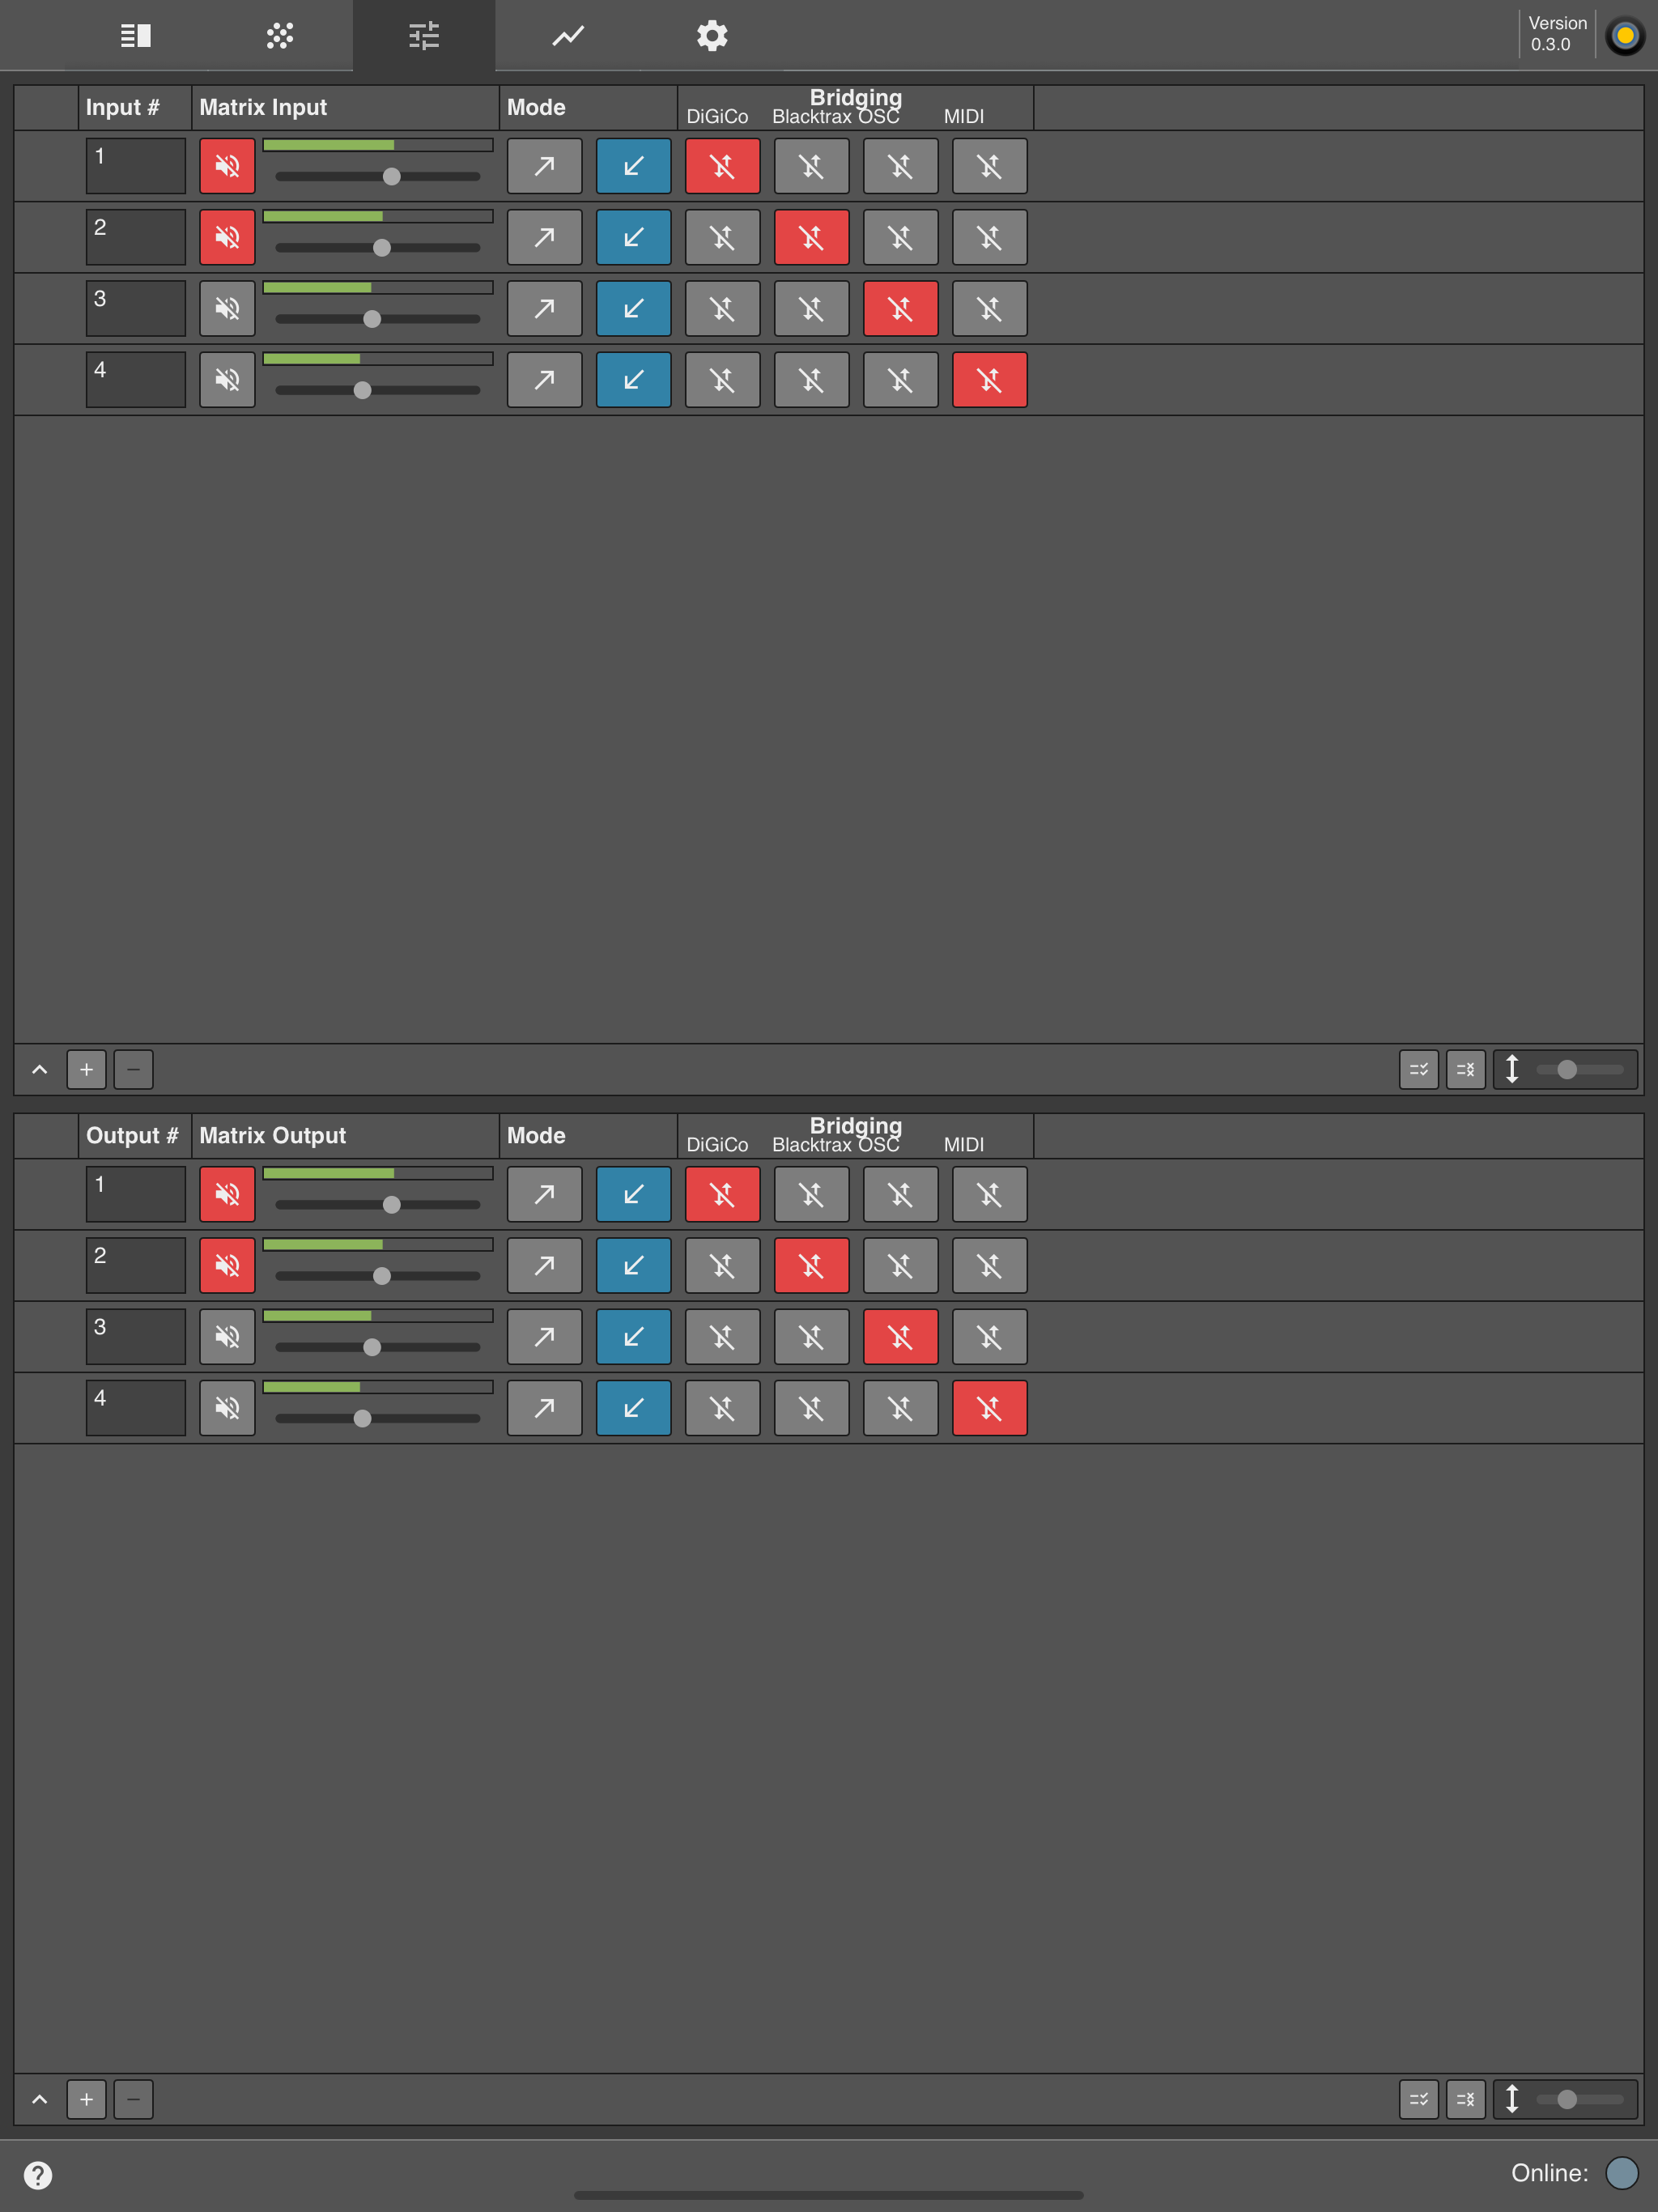 Version
0.3.0
Input # Matrix Input Mode Bridging
DiGiCo Blacktrax OSC MIDI
1
2
3
4
Output # Matrix Output Mode Bridging
DiGiCo Blacktrax OSC MIDI
1
2
3
4
Online: